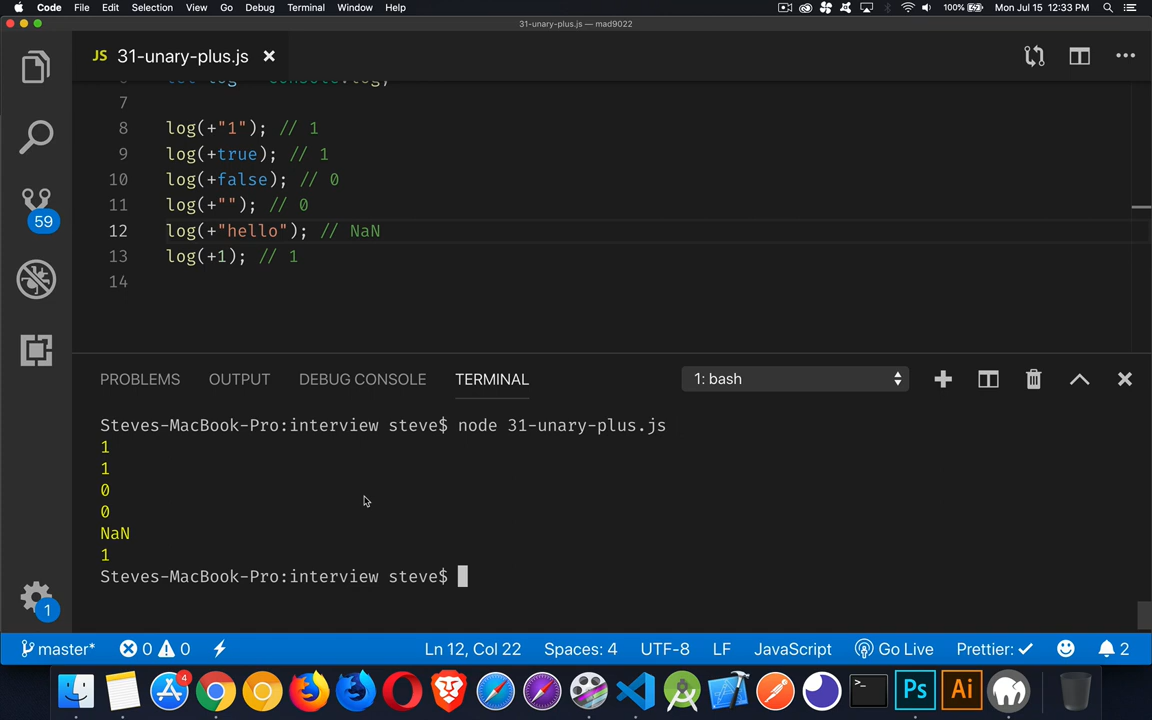 Code File Edit Selection View Go Debug Terminal Window Help 100% Mon Jul 15 12:33 PM
31-unary-plus.js — mad9022
JS 31-unary-plus.js
7
8 log(+"1"); // 1
9 log(+true); // 1
10 log(+false); // 0
11 log(+""); // 0
12 log(+"hello"); // NaN
13 log(+1); // 1
14
59
PROBLEMS OUTPUT DEBUG CONSOLE TERMINAL 1: bash
Steves-MacBook-Pro:interview steve$ node 31-unary-plus.js
1
1
0
0
NaN
1
Steves-MacBook-Pro:interview steve$
1
master* 0 0 Ln 12, Col 22 Spaces: 4 UTF-8 LF JavaScript Go Live Prettier: 2
4
>_ Ps Ai